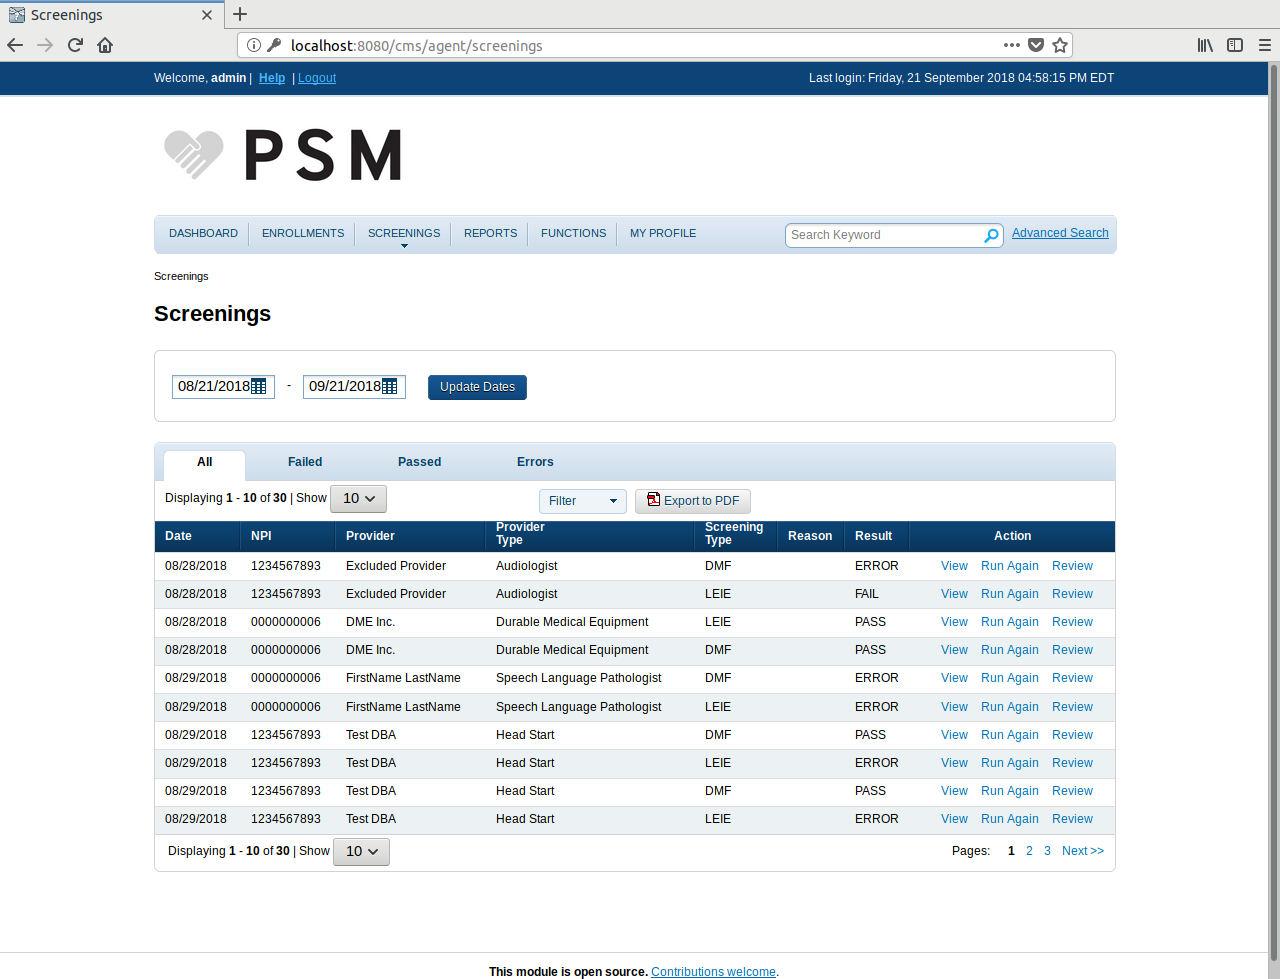 Screenings
localhost:8080/cms/agent/screenings
Welcome, admin | Help | Logout
Last login: Friday, 21 September 2018 04:58:15 PM EDT
PSM
DASHBOARD ENROLLMENTS SCREENINGS REPORTS FUNCTIONS MY PROFILE Search Keyword Advanced Search
Screenings
Screenings
08/21/2018 - 09/21/2018 Update Dates
All Failed Passed Errors
Displaying 1 - 10 of 30 | Show 10 Filter Export to PDF
Date NPI Provider Provider Type Screening Type Reason Result Action
08/28/2018 1234567893 Excluded Provider Audiologist DMF ERROR View Run Again Review
08/28/2018 1234567893 Excluded Provider Audiologist LEIE FAIL View Run Again Review
08/28/2018 0000000006 DME Inc. Durable Medical Equipment LEIE PASS View Run Again Review
08/28/2018 0000000006 DME Inc. Durable Medical Equipment DMF PASS View Run Again Review
08/29/2018 0000000006 FirstName LastName Speech Language Pathologist DMF ERROR View Run Again Review
08/29/2018 0000000006 FirstName LastName Speech Language Pathologist LEIE ERROR View Run Again Review
08/29/2018 1234567893 Test DBA Head Start DMF PASS View Run Again Review
08/29/2018 1234567893 Test DBA Head Start LEIE ERROR View Run Again Review
08/29/2018 1234567893 Test DBA Head Start DMF PASS View Run Again Review
08/29/2018 1234567893 Test DBA Head Start LEIE ERROR View Run Again Review
Displaying 1 - 10 of 30 | Show 10 Pages: 1 2 3 Next >>
This module is open source. Contributions welcome.